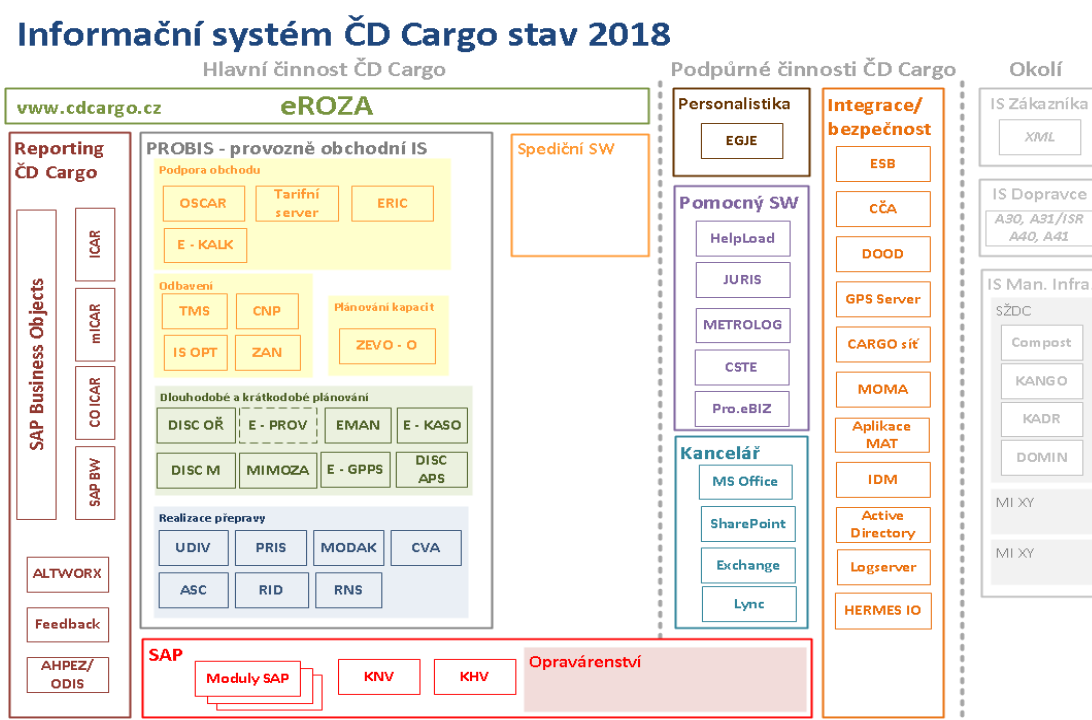 Informační systém ČD Cargo stav 2018
Hlavní činnost ČD Cargo
Podpůrné činnosti ČD Cargo
Okolí
www.cdcargo.cz
eROZA
Reporting
ČD Cargo
SAP Business Objects
ICAR
mICAR
CO ICAR
SAP BW
ALTWORX
Feedback
AHPEZ/
ODIS
PROBIS - provozně obchodní IS
Podpora obchodu
OSCAR
Tarifní
server
ERIC
E - KALK
Odbavení
TMS
CNP
IS OPT
ZAN
Plánování kapacit
ZEVO - O
Dlouhodobé a krátkodobé plánování
DISC OŘ
E - PROV
EMAN
E - KASO
DISC M
MIMOZA
E - GPPS
DISC
APS
Realizace přepravy
UDIV
PRIS
MODAK
CVA
ASC
RID
RNS
Spediční SW
SAP
Moduly SAP
KNV
KHV
Opravárenství
Personalistika
EGJE
Pomocný SW
HelpLoad
JURIS
METROLOG
CSTE
Pro.eBIZ
Kancelář
MS Office
SharePoint
Exchange
Lync
Integrace/
bezpečnost
ESB
CČA
DOOD
GPS Server
CARGO síť
MOMA
Aplikace
MAT
IDM
Active
Directory
Logserver
HERMES IO
IS Zákazníka
XML
IS Dopravce
A30, A31/ISR
A40, A41
IS Man. Infra.
SŽDC
Compost
KANGO
KADR
DOMIN
MI XY
MI XY